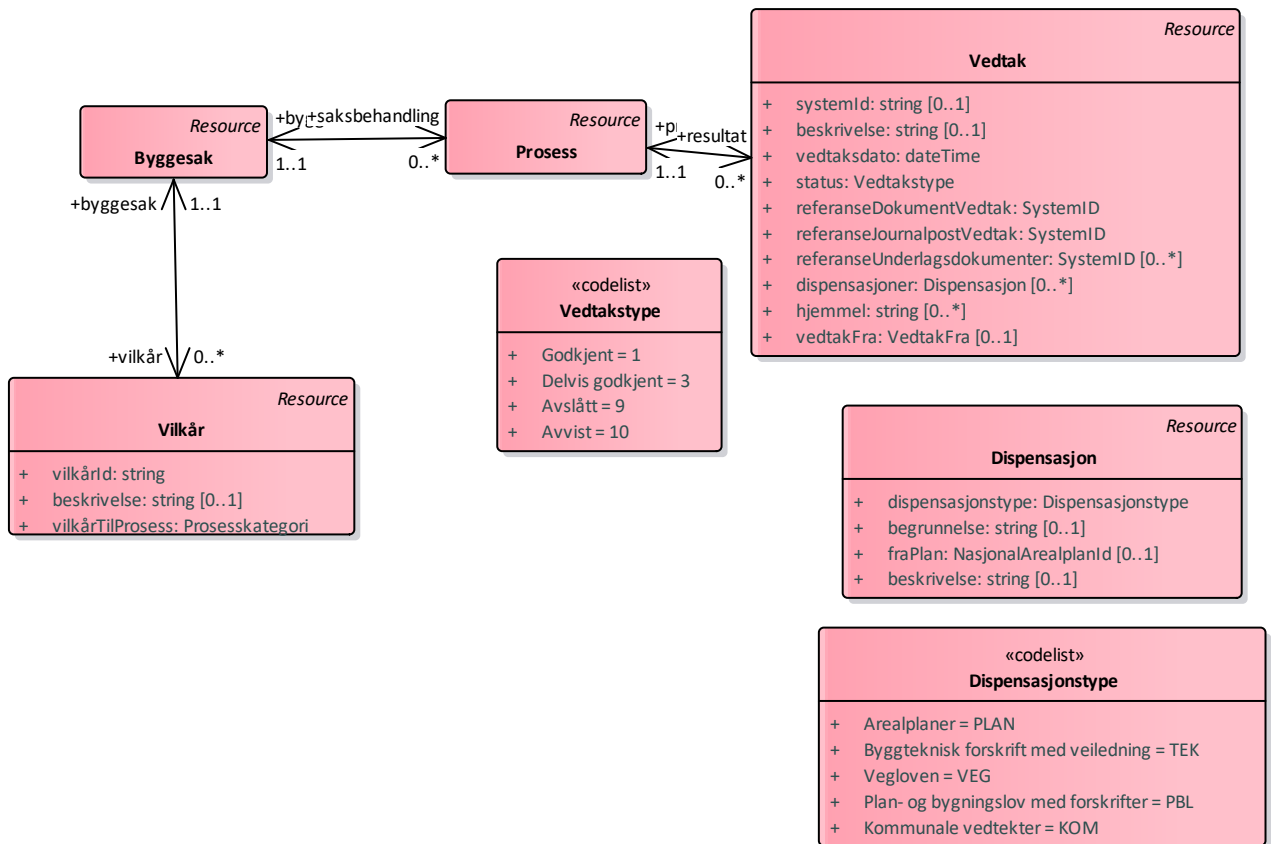 Resource
Vedtak
+ systemId: string [0..1]
+ beskrivelse: string [0..1]
+ vedtaksdato: dateTime
+ status: Vedtakstype
+ referanseDokumentVedtak: SystemID
+ referanseJournalpostVedtak: SystemID
+ referanseUnderlagsdokumenter: SystemID [0..*]
+ dispensasjoner: Dispensasjon [0..*]
+ hjemmel: string [0..*]
+ vedtakFra: VedtakFra [0..1]
Resource
Byggesak
+saksbehandling
1..1
0..*
Resource
Prosess
+resultat
1..1
0..*
+byggesak
1..1
+vilkår
0..*
Resource
Vilkår
+ vilkårId: string
+ beskrivelse: string [0..1]
+ vilkårTilProsess: Prosesskategori
«codelist»
Vedtakstype
+ Godkjent = 1
+ Delvis godkjent = 3
+ Avslått = 9
+ Avvist = 10
Resource
Dispensasjon
+ dispensasjonstype: Dispensasjonstype
+ begrunnelse: string [0..1]
+ fraPlan: NasjonalArealplanId [0..1]
+ beskrivelse: string [0..1]
«codelist»
Dispensasjonstype
+ Arealplaner = PLAN
+ Byggteknisk forskrift med veiledning = TEK
+ Vegloven = VEG
+ Plan- og bygningslov med forskrifter = PBL
+ Kommunale vedtekter = KOM